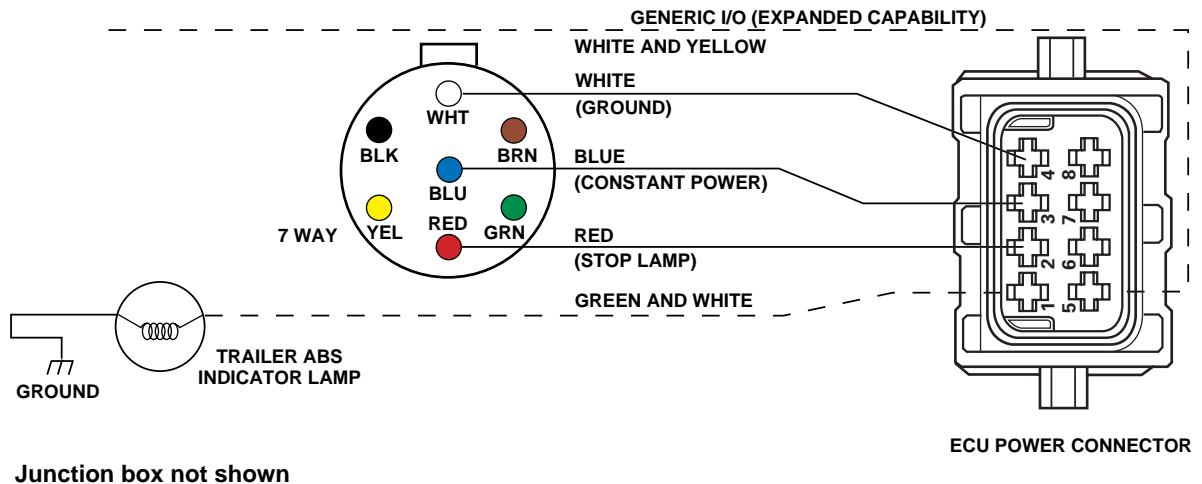 GENERIC I/O (EXPANDED CAPABILITY)
WHITE AND YELLOW
WHITE
(GROUND)
WHT
BLK
BRN
BLUE
(CONSTANT POWER)
BLU
YEL
RED
GRN
7 WAY
RED
(STOP LAMP)
GREEN AND WHITE
4
8
3
7
2
6
1
5
TRAILER ABS
INDICATOR LAMP
GROUND
ECU POWER CONNECTOR
Junction box not shown